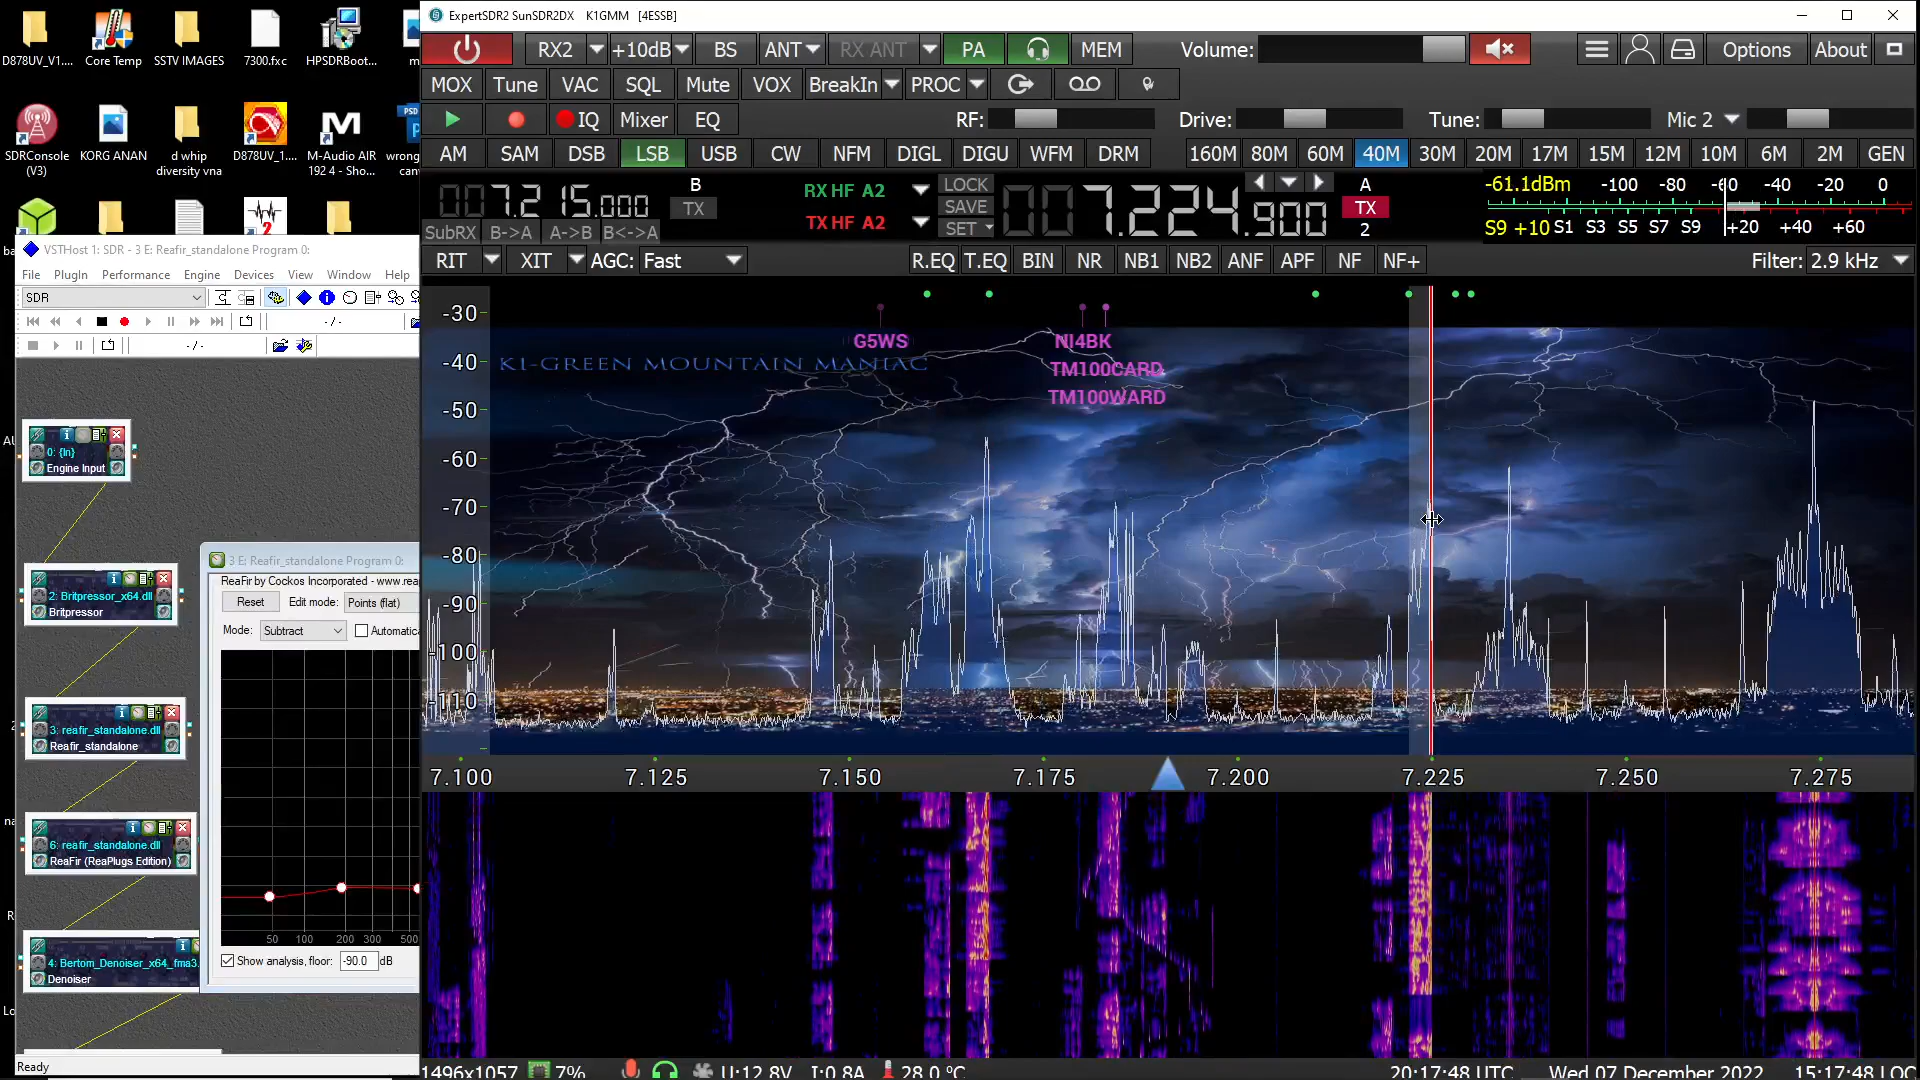 ExpertSDR2 SunSDR2DX K1GMM [4ESSB]
D878UV_V1....
Core Temp
SSTV IMAGES
7300.fxc
HPSDRBoot...
SDRConsole
(V3)
KORG ANAN
d whip
diversity vna
D878UV_1....
M-Audio AIR
192 4 - Sho...
RX2
+10dB
BS
ANT
RX ANT
PA
MEM
Volume:
Options
About
MOX
Tune
VAC
SQL
Mute
VOX
BreakIn
PROC
IQ
Mixer
EQ
RF:
Drive:
Tune:
Mic 2
AM
SAM
DSB
LSB
USB
CW
NFM
DIGL
DIGU
WFM
DRM
160M
80M
60M
40M
30M
20M
17M
15M
12M
10M
6M
2M
GEN
007.215.000
B
TX
SubRX
B->A
A->B
B<->A
RX HF A2
TX HF A2
LOCK
SAVE
SET
007.224.900
A
TX
2
-61.1dBm
-100 -80 -60 -40 -20 0
S9 +10
S1 S3 S5 S7 S9 +20 +40 +60
RIT
XIT
AGC: Fast
R.EQ
T.EQ
BIN
NR
NB1
NB2
ANF
APF
NF
NF+
Filter: 2.9 kHz
VSTHost 1: SDR - 3 E: Reafir_standalone Program 0:
File PlugIn Performance Engine Devices View Window Help
SDR
- / -
- / -
0: {In}
Engine Input
2: Britpressor_x64.dll
Britpressor
3: reafir_standalone.dll
Reafir_standalone
6: reafir_standalone.dll
ReaFir (ReaPlugs Edition)
4: Bertom_Denoiser_x64_fma3.
Denoiser
3 E: Reafir_standalone Program 0:
ReaFir by Cockos Incorporated - www.rea
Reset
Edit mode:
Points (flat)
Mode:
Subtract
Automatica
50 100 200 300 500
Show analysis, floor:
-90.0
dB
Ready
-30
-40
-50
-60
-70
-80
-90
-100
-110
G5WS
NI4BK
TM100CARD
TM100WARD
K1-GREEN MOUNTAIN MANIAC
7.100 7.125 7.150 7.175 7.200 7.225 7.250 7.275
1496x1057
7%
U:12.8V
I:0.8A
28.0 °C
20:17:48 UTC
Wed 07 December 2022
15:17:48 LOC